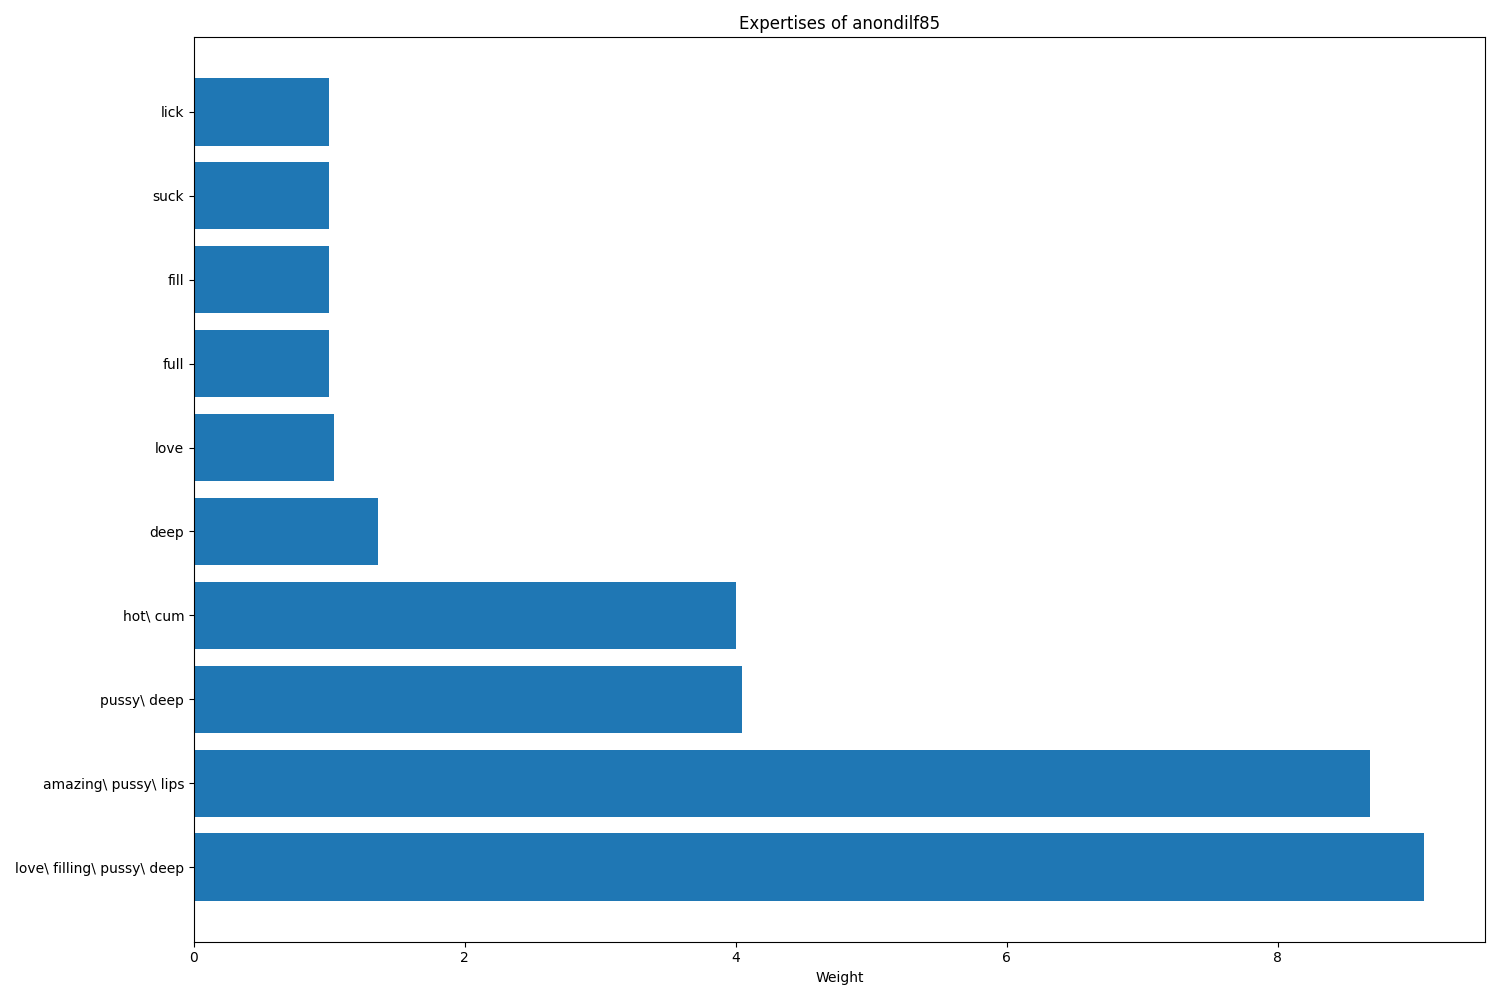 Expertises of anondilf85
lick
suck
fill
full
love
deep
hot\ cum
pussy\ deep
amazing\ pussy\ lips
love\ filling\ pussy\ deep
0 2 4 6 8
Weight